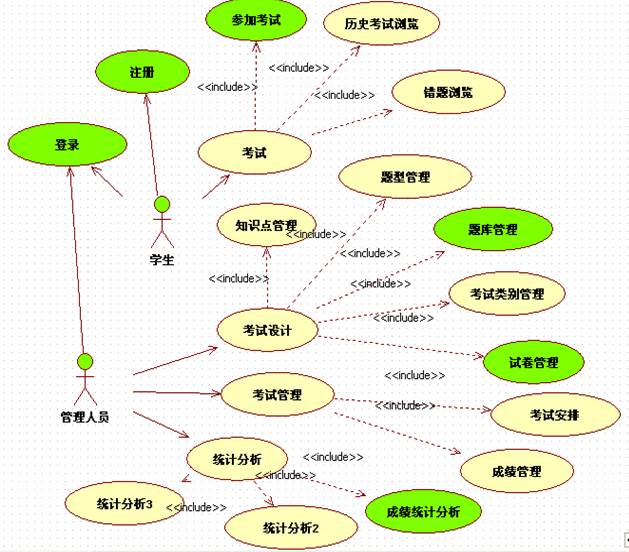 参加考试
历史考试浏览
<<include>>
注册
<<include>>
<<include>>
错题浏览
登录
考试
题型管理
知识点管理
<<include>>
题库管理
学生
<<include>>
<<include>>
<<include>>
考试类别管理
<<include>>
考试设计
试卷管理
<<include>>
考试管理
管理人员
<<include>>
考试安排
统计分析
<<include>>
成绩管理
<<include>>
统计分析3
<<include>>
成绩统计分析
统计分析2